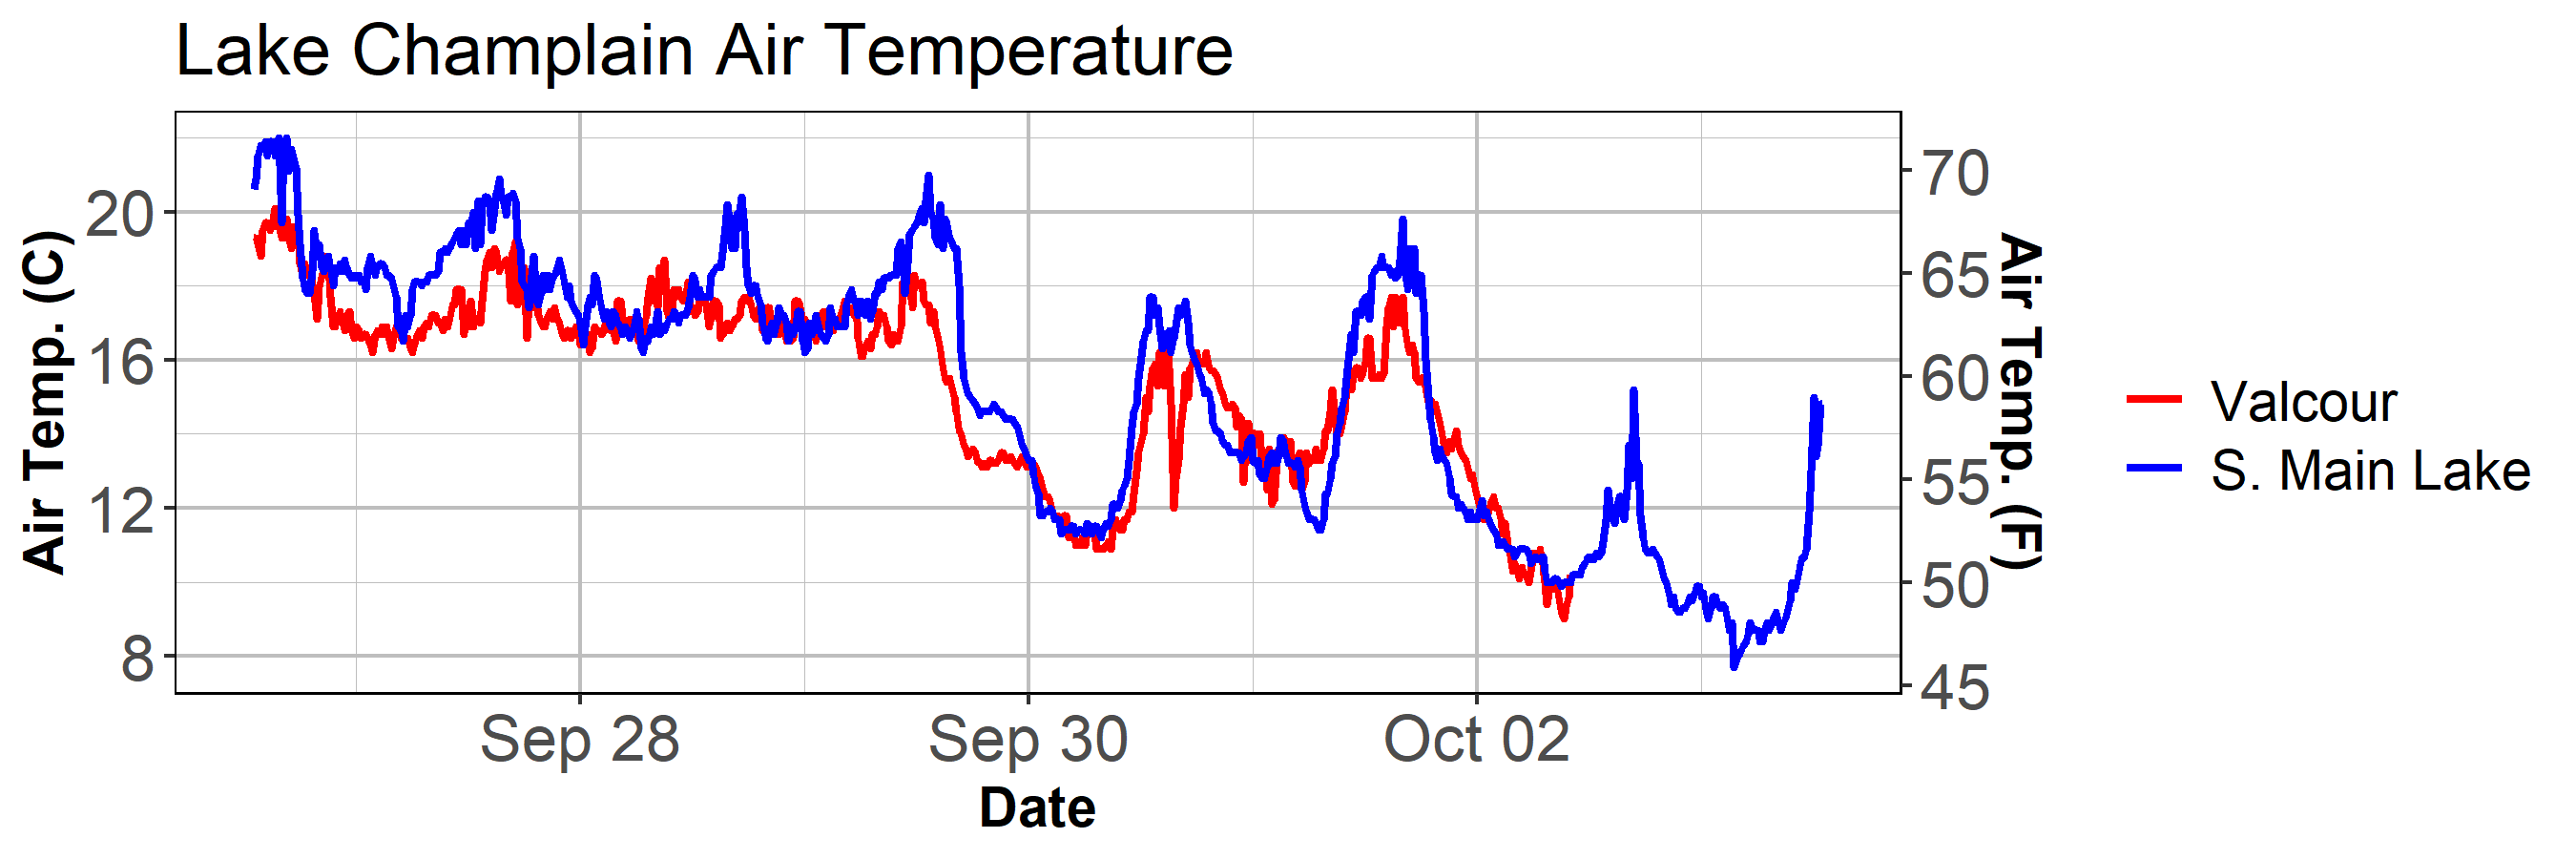 Lake Champlain Air Temperature
Air Temp. (C)
20
16
12
8
70
65
60
55
50
45
Air Temp. (F)
Sep 28
Sep 30
Oct 02
Date
Valcour
S. Main Lake